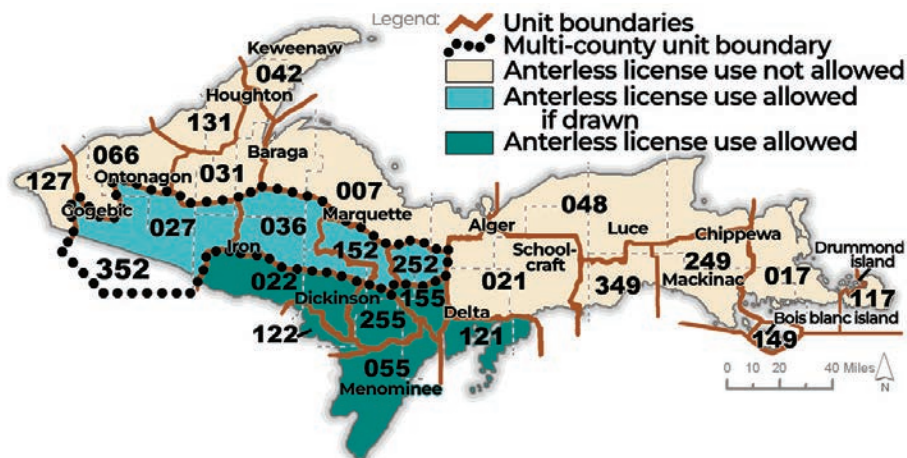 Legend:
Unit boundaries
Multi-county unit boundary
Anterless license use not allowed
Anterless license use allowed
if drawn
Anterless license use allowed
Keweenaw
042
Houghton
131
066
Ontonagon
031
Baraga
127
Gogebic
027
007
Marquette
036
Iron
152
252
352
022
Dickinson
155
255
122
055
Menominee
Delta
121
Alger
048
School-
craft
Luce
Chippewa
021
349
249
Mackinac
017
Drummond
island
117
Bois blanc island
149
0 10 20 40 Miles
N